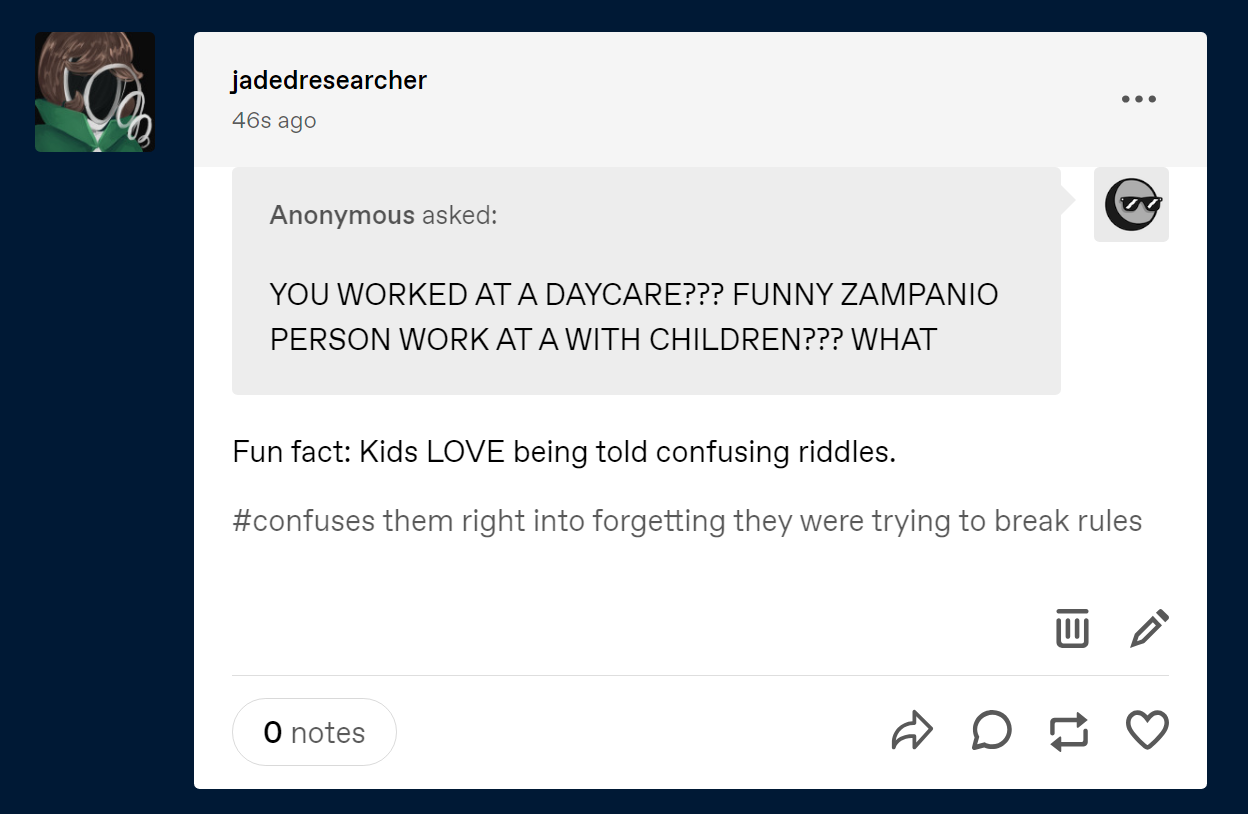 jadedresearcher
46s ago
Anonymous asked:
YOU WORKED AT A DAYCARE??? FUNNY ZAMPANIO
PERSON WORK AT A WITH CHILDREN??? WHAT
Fun fact: Kids LOVE being told confusing riddles.
#confuses them right into forgetting they were trying to break rules
0 notes